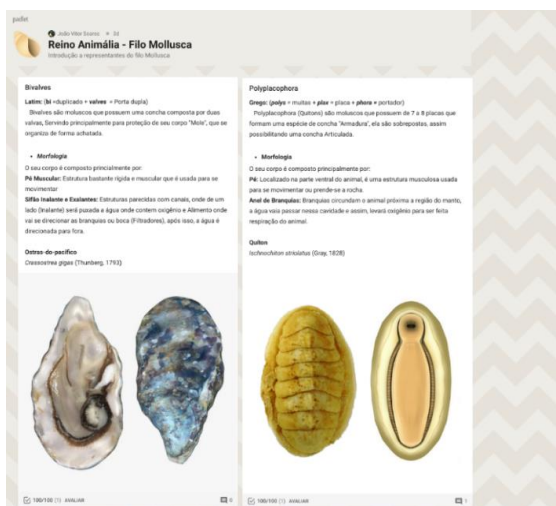 padlet
João Vitor Soares + 3d
Reino Animália - Filo Mollusca
Introdução a representantes do filo Mollusca
Bivalves
Latim: (bi =duplicado + valves = Porta dupla)
Bivalves são moluscos que possuem uma concha composta por duas
valvas, Servindo principalmente para proteção de seu corpo "Mole", que se
organiza de forma achatada.
• Morfologia
O seu corpo é composto principalmente por:
Pé Muscular: Estrutura bastante rígida e muscular que é usada para se
movimentar
Sifão Inalante e Exalantes: Estruturas parecidas com canais, onde de um
lado (Inalante) será puxada a água onde contem oxigênio e Alimento onde
vai se direcionar as branquias ou boca (Filtradores), após isso, a água é
direcionada para fora.
Ostras-do-pacífico
(Thunberg, 1793)
100/100 (1) AVALIAR
0
Polyplacophora
Grego: (polys = muitas + plax = placa + phora = portador)
Polyplacophora (Quitons) são moluscos que possuem de 7 a 8 placas que
formam uma espécie de concha "Armadura", ela são sobrepostas, assim
possibilitando uma concha Articulada.
• Morfologia
O seu corpo é composto principalmente por:
Pé: Localizado na parte ventral do animal, é uma estrutura musculosa usada
para se movimentar ou prende-se a rocha.
Anel de Branquias: Branquias circundam o animal próxima a região do manto,
a água vai passar nessa cavidade e assim, levará oxigênio para ser feita
respiração do animal.
Quíton
Ischnochiton striolatus (Gray, 1828)
100/100 (1) AVALIAR
1